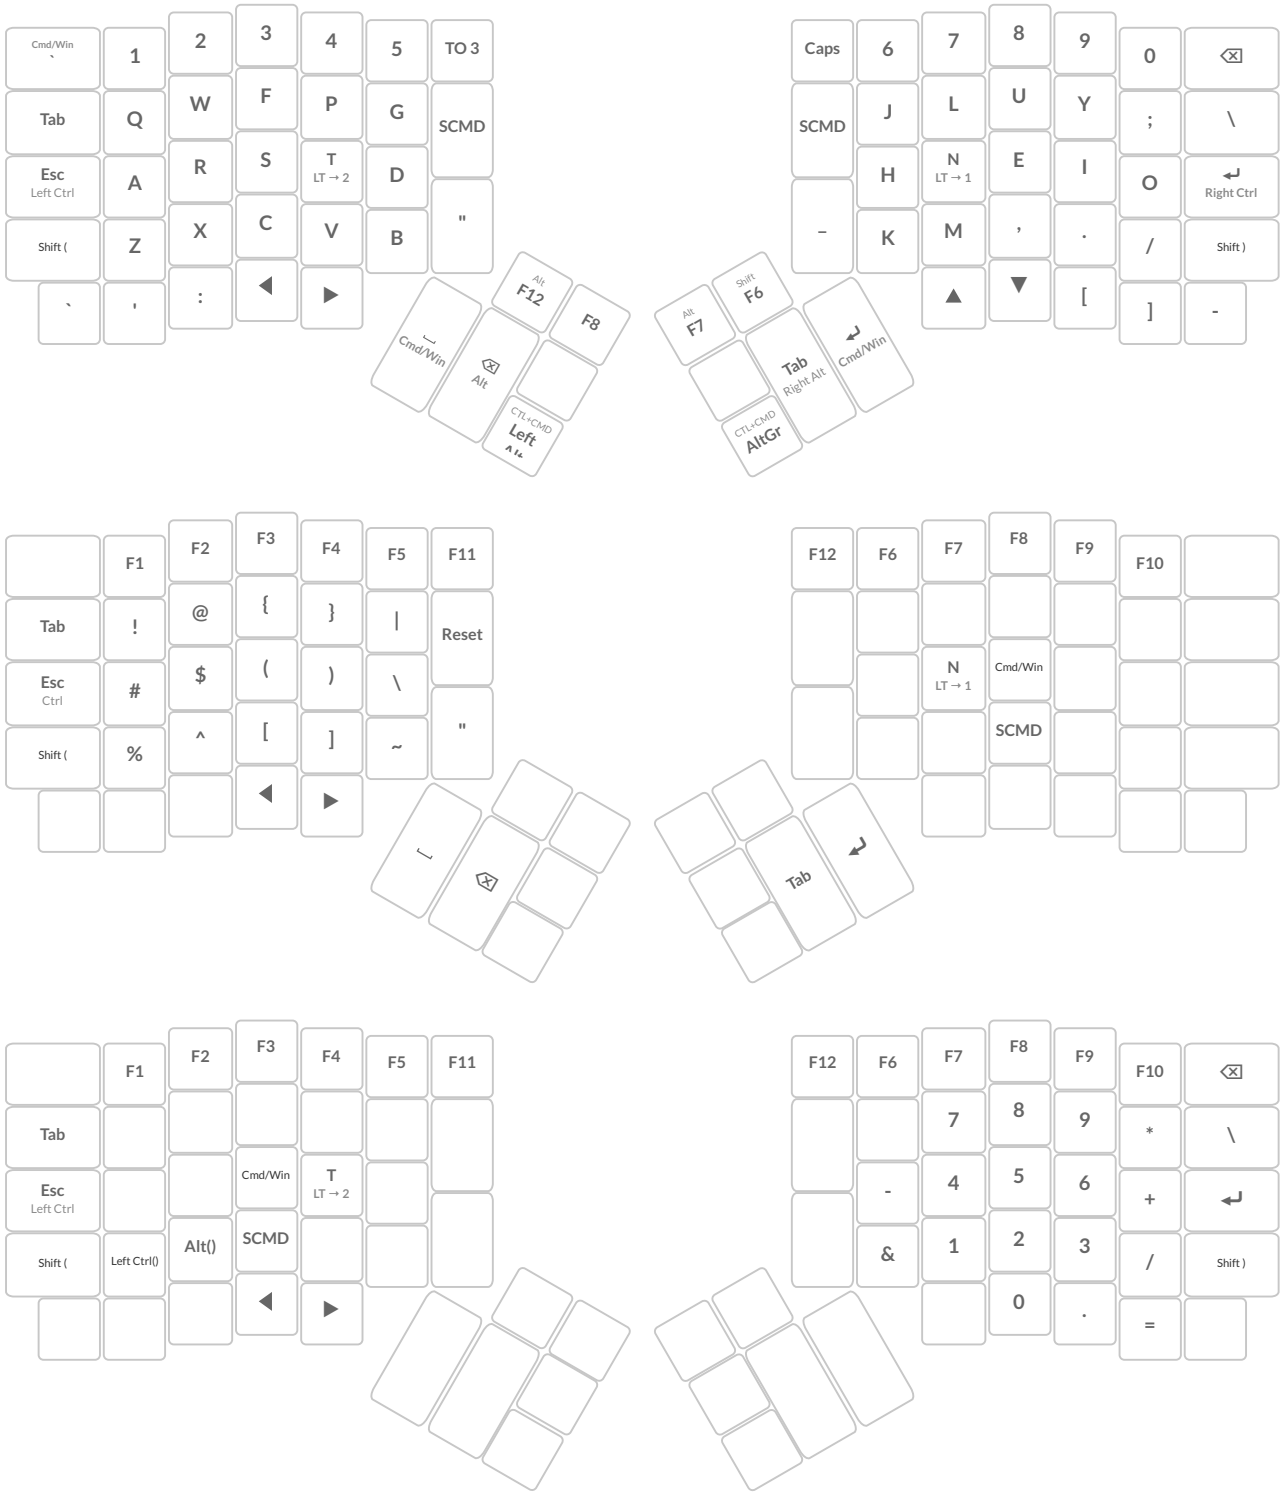 Cmd/Win
`
1
2
3
4
5
TO 3
Caps
6
7
8
9
0
⌫
Tab
Q
W
F
P
G
SCMD
SCMD
J
L
U
Y
;
\
Esc
Left Ctrl
A
R
S
T
LT → 2
D
H
N
LT → 1
E
I
O
↵
Right Ctrl
Shift (
Z
X
C
V
B
"
–
K
M
,
.
/
Shift )
`
'
:
◀
▶
▲
▼
[
]
-
⎵
Cmd/Win
⌫
Alt
Alt
F12
F8
CTL+CMD
Left
Alt
Alt
F7
Shift
F6
Tab
Right Alt
↵
Cmd/Win
CTL+CMD
AltGr
F1
F2
F3
F4
F5
F11
F12
F6
F7
F8
F9
F10
Tab
!
@
{
}
|
Reset
Esc
Ctrl
#
$
(
)
\
N
LT → 1
Cmd/Win
Shift (
%
^
[
]
~
"
SCMD
◀
▶
⎵
⌫
Tab
↵
F1
F2
F3
F4
F5
F11
F12
F6
F7
F8
F9
F10
⌫
Tab
7
8
9
*
\
Esc
Left Ctrl
Cmd/Win
T
LT → 2
-
4
5
6
+
↵
Shift (
Left Ctrl()
Alt()
SCMD
&
1
2
3
/
Shift )
◀
▶
0
.
=